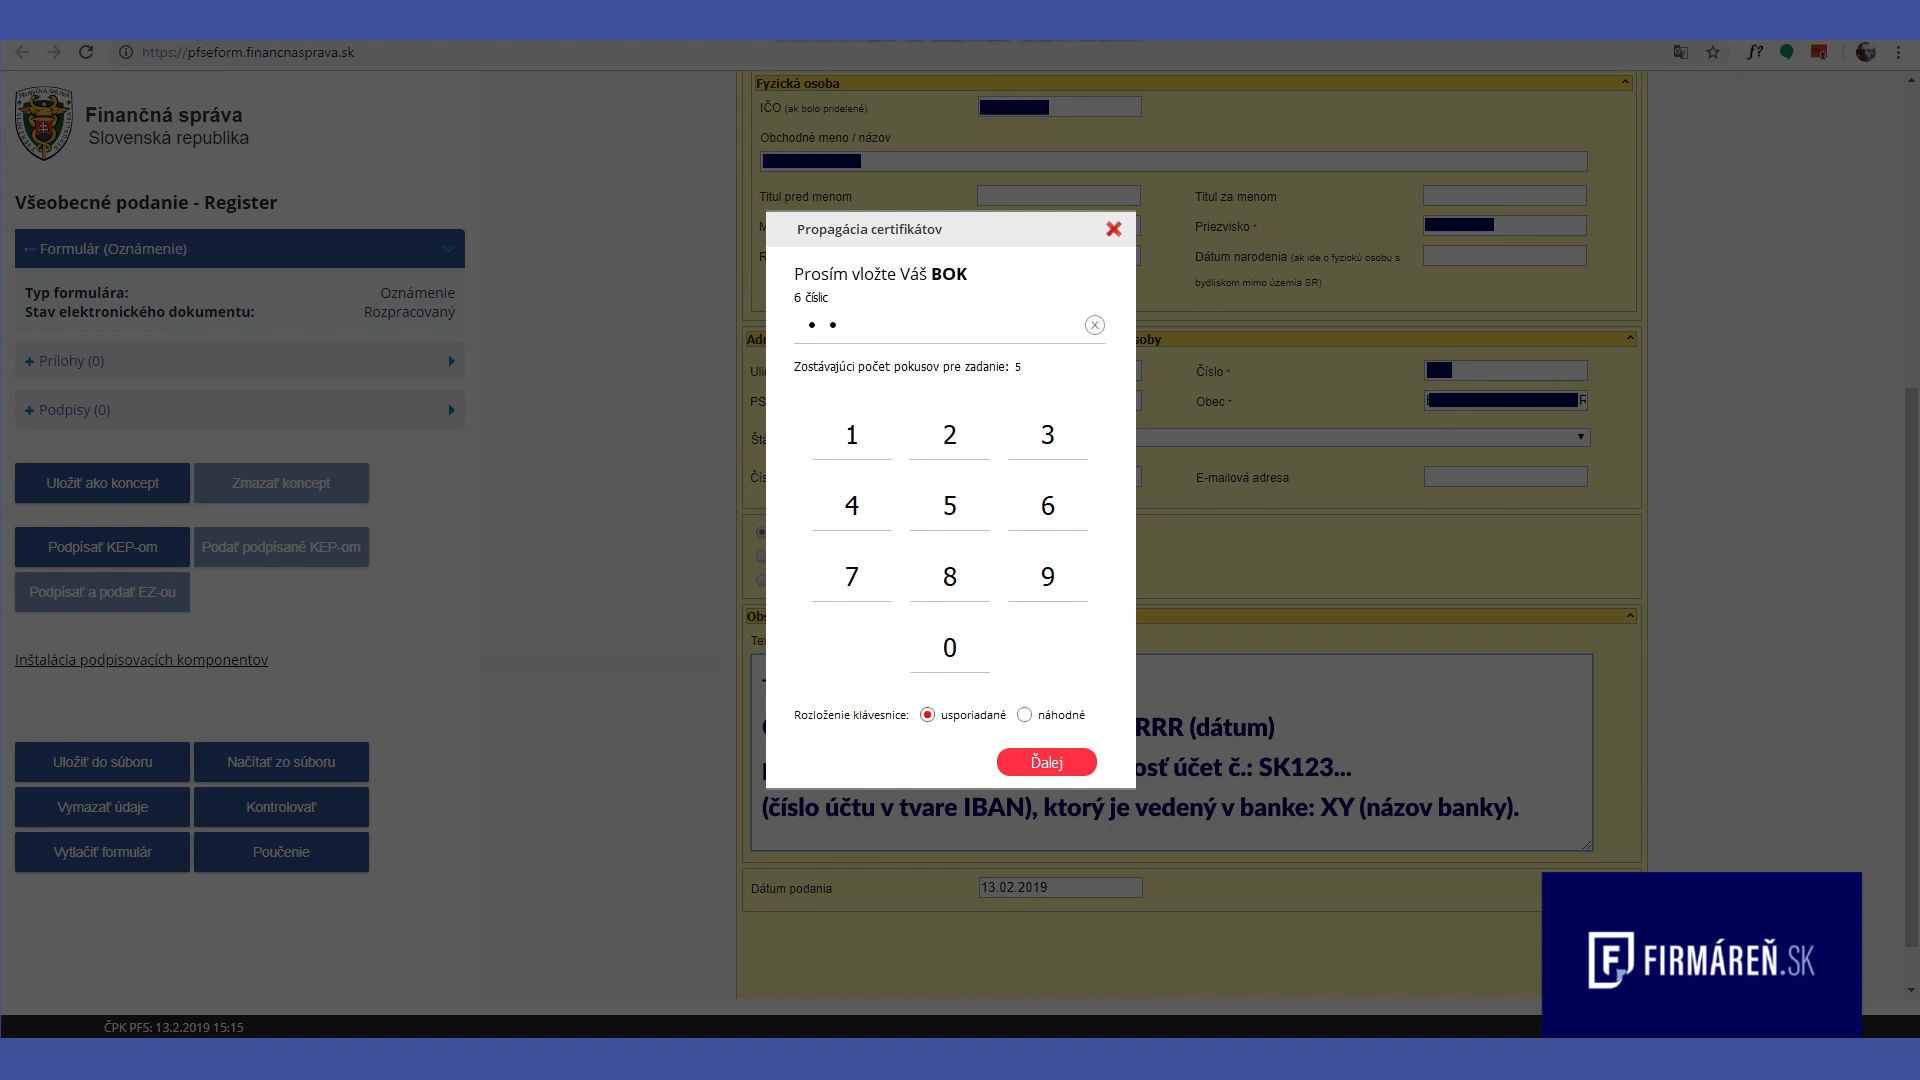 https://pfseform.financnasprava.sk
f?
Finančná správa
Slovenská republika
Všeobecné podanie - Register
Formulár (Oznámenie)
Typ formulára: Oznámenie
Stav elektronického dokumentu: Rozpracovaný
Prílohy (0)
Podpisy (0)
Uložiť ako koncept Zmazať koncept
Podpísať KEP-om Podať podpísané KEP-om
Podpísať a podať EZ-ou
Inštalácia podpisovacích komponentov
Uložiť do súboru Načítať zo súboru
Vymazať údaje Kontrolovať
Vytlačiť formulár Poučenie
ČPK PFS: 13.2.2019 15:15
Fyzická osoba
IČO (ak bolo pridelené)
Obchodné meno / názov
Titul pred menom Titul za menom
Priezvisko *
Dátum narodenia (ak ide o fyzickú osobu s
bydliskom mimo územia SR)
Číslo *
Obec *
E-mailová adresa
RRR (dátum)
účet č.: SK123...
(číslo účtu v tvare IBAN), ktorý je vedený v banke: XY (názov banky).
Dátum podania 13.02.2019
Propagácia certifikátov
Prosím vložte Váš BOK
6 číslic
Zostávajúci počet pokusov pre zadanie: 5
1 2 3
4 5 6
7 8 9
0
Rozloženie klávesnice: usporiadané náhodné
Ďalej
FIRMÁREŇ.SK